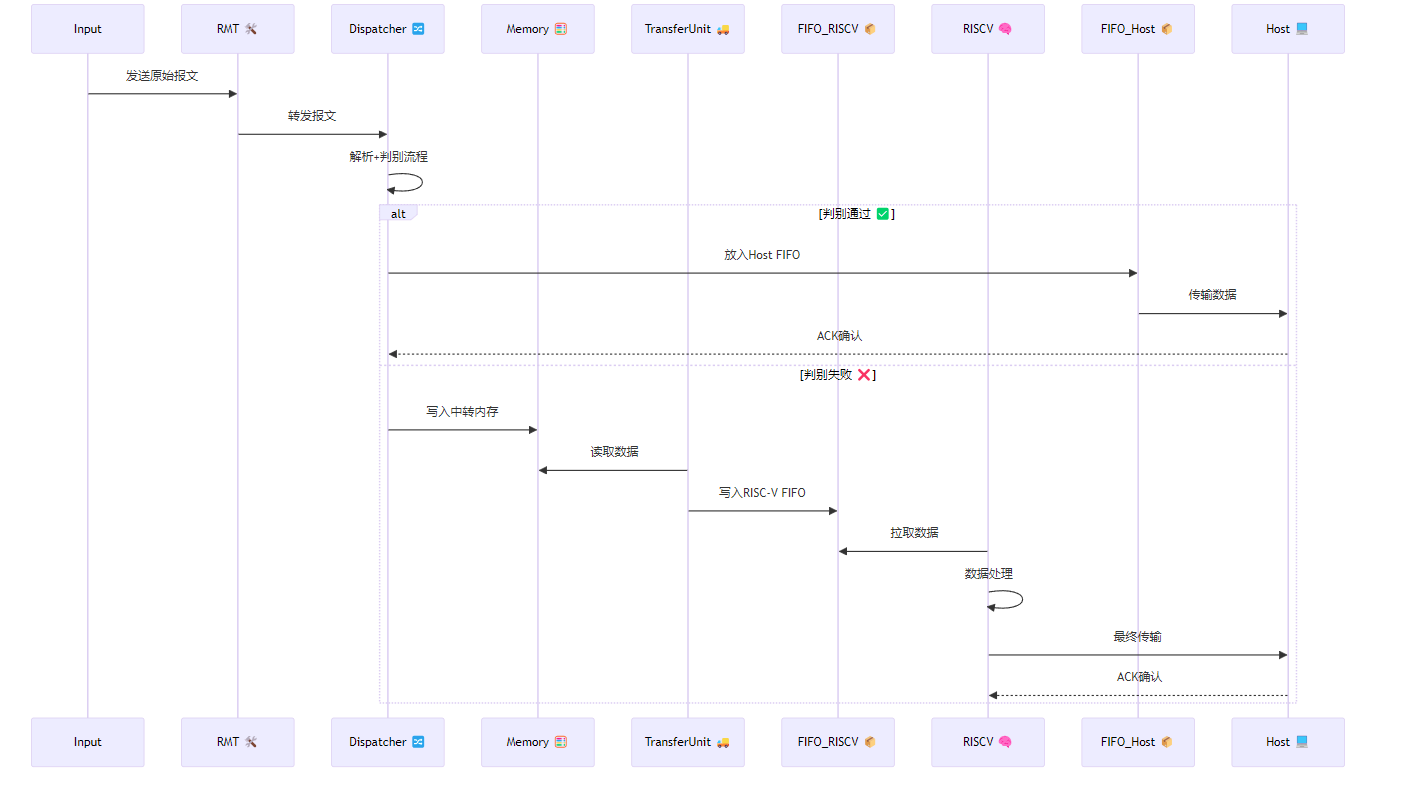 Input
RMT 🛠️
Dispatcher 🔀
Memory 🧮
TransferUnit 🚚
FIFO_RISCV 📦
RISCV 🧠
FIFO_Host 📦
Host 💻
发送原始报文
转发报文
解析+判别流程
alt
[判别通过 ✅]
放入Host FIFO
传输数据
ACK确认
[判别失败 ❌]
写入中转内存
读取数据
写入RISC-V FIFO
拉取数据
数据处理
最终传输
ACK确认
Input
RMT 🛠️
Dispatcher 🔀
Memory 🧮
TransferUnit 🚚
FIFO_RISCV 📦
RISCV 🧠
FIFO_Host 📦
Host 💻